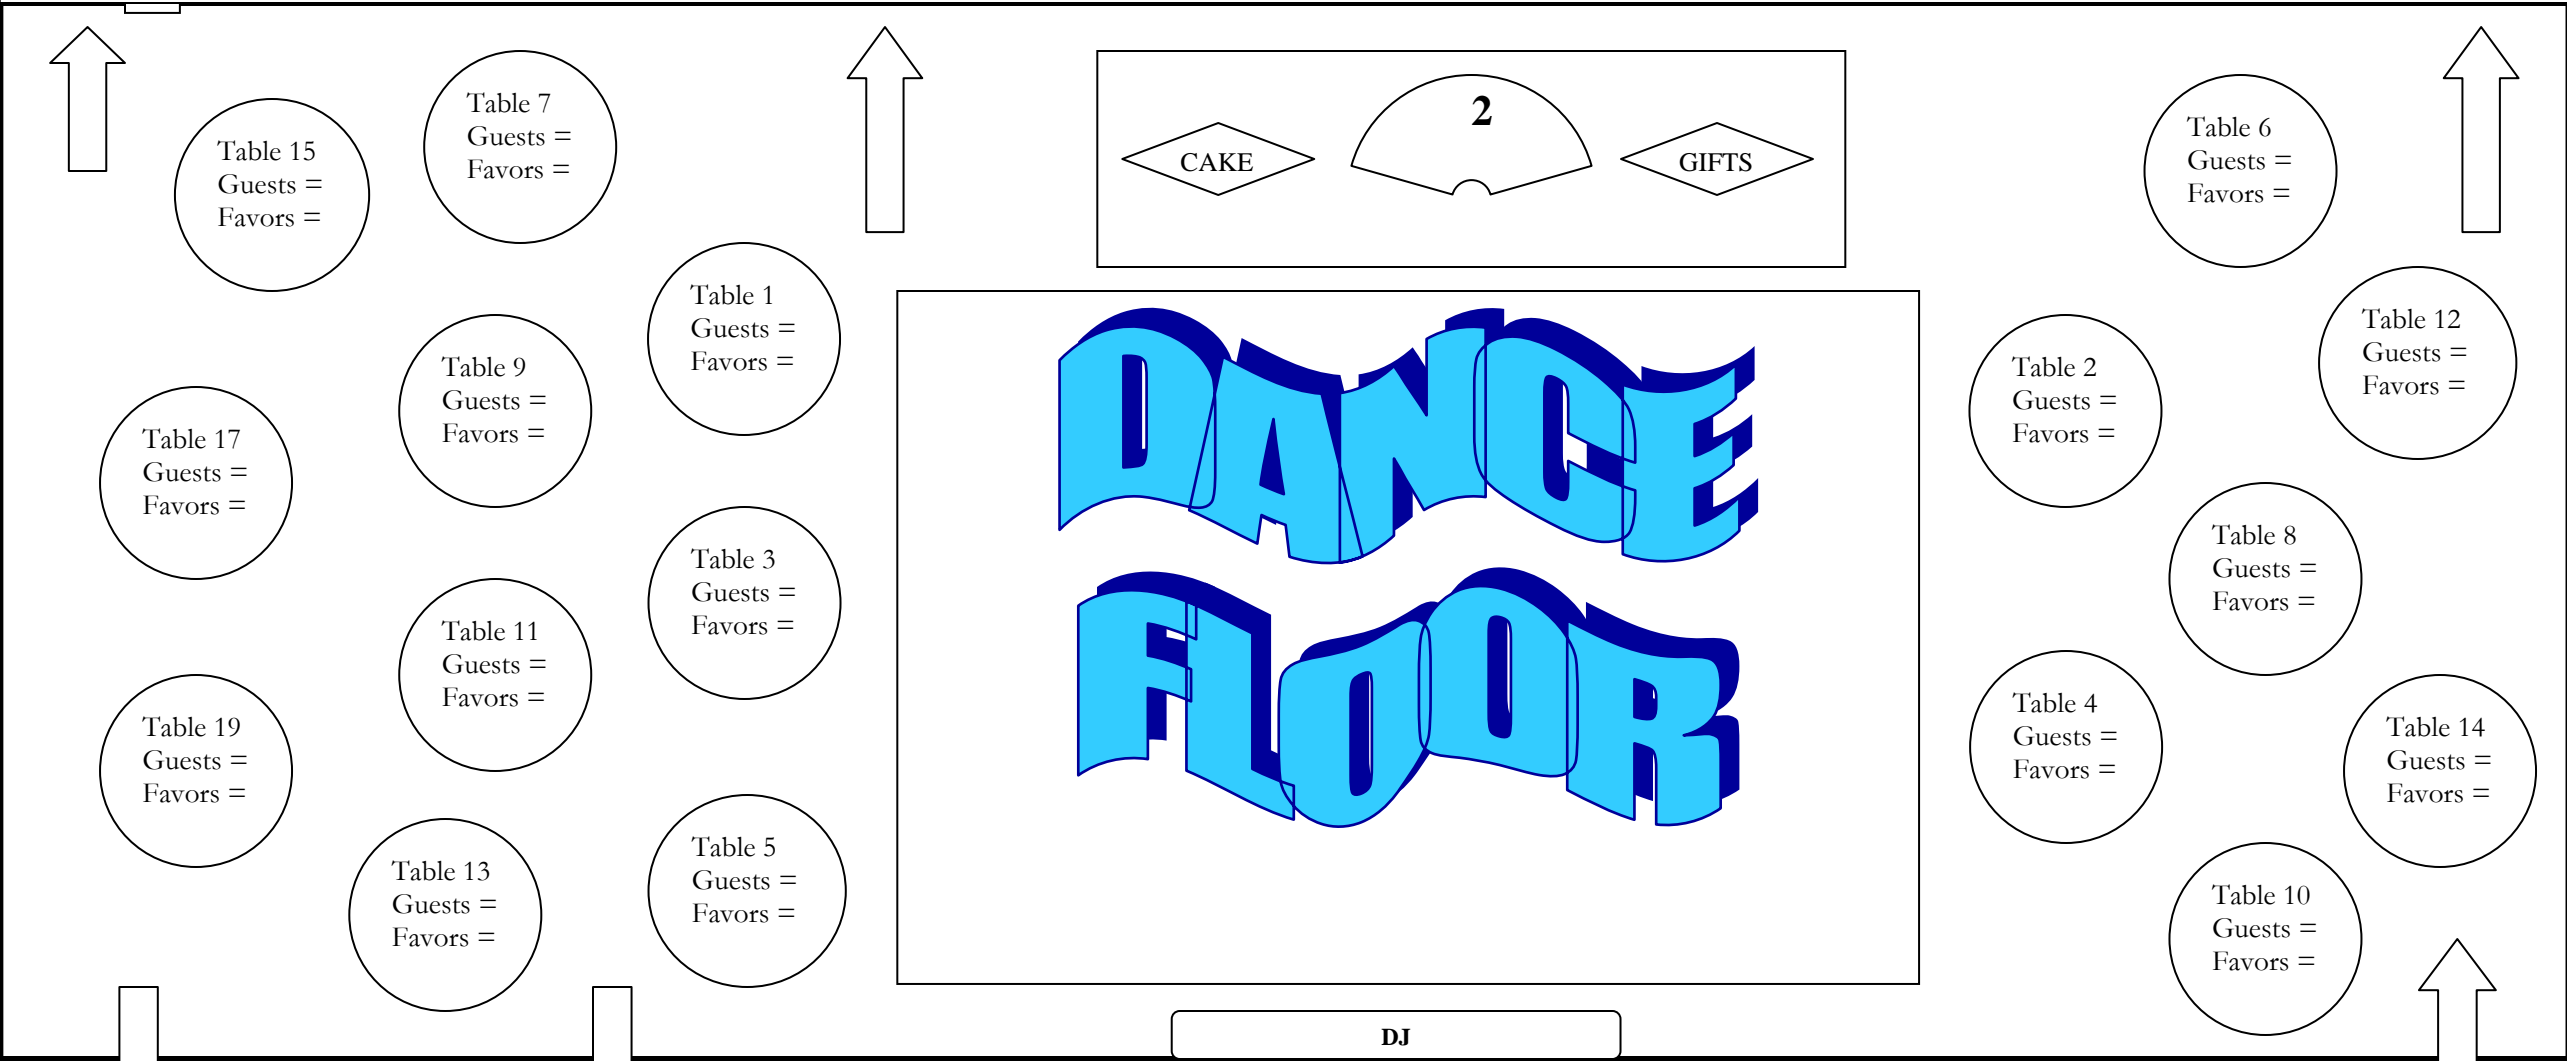 Table 15
Guests =
Favors =
Table 7
Guests =
Favors =
Table 1
Guests =
Favors =
Table 9
Guests =
Favors =
Table 17
Guests =
Favors =
Table 3
Guests =
Favors =
Table 11
Guests =
Favors =
Table 19
Guests =
Favors =
Table 13
Guests =
Favors =
Table 5
Guests =
Favors =
2
CAKE
GIFTS
DANCE
FLOOR
DJ
Table 6
Guests =
Favors =
Table 12
Guests =
Favors =
Table 2
Guests =
Favors =
Table 8
Guests =
Favors =
Table 4
Guests =
Favors =
Table 14
Guests =
Favors =
Table 10
Guests =
Favors =